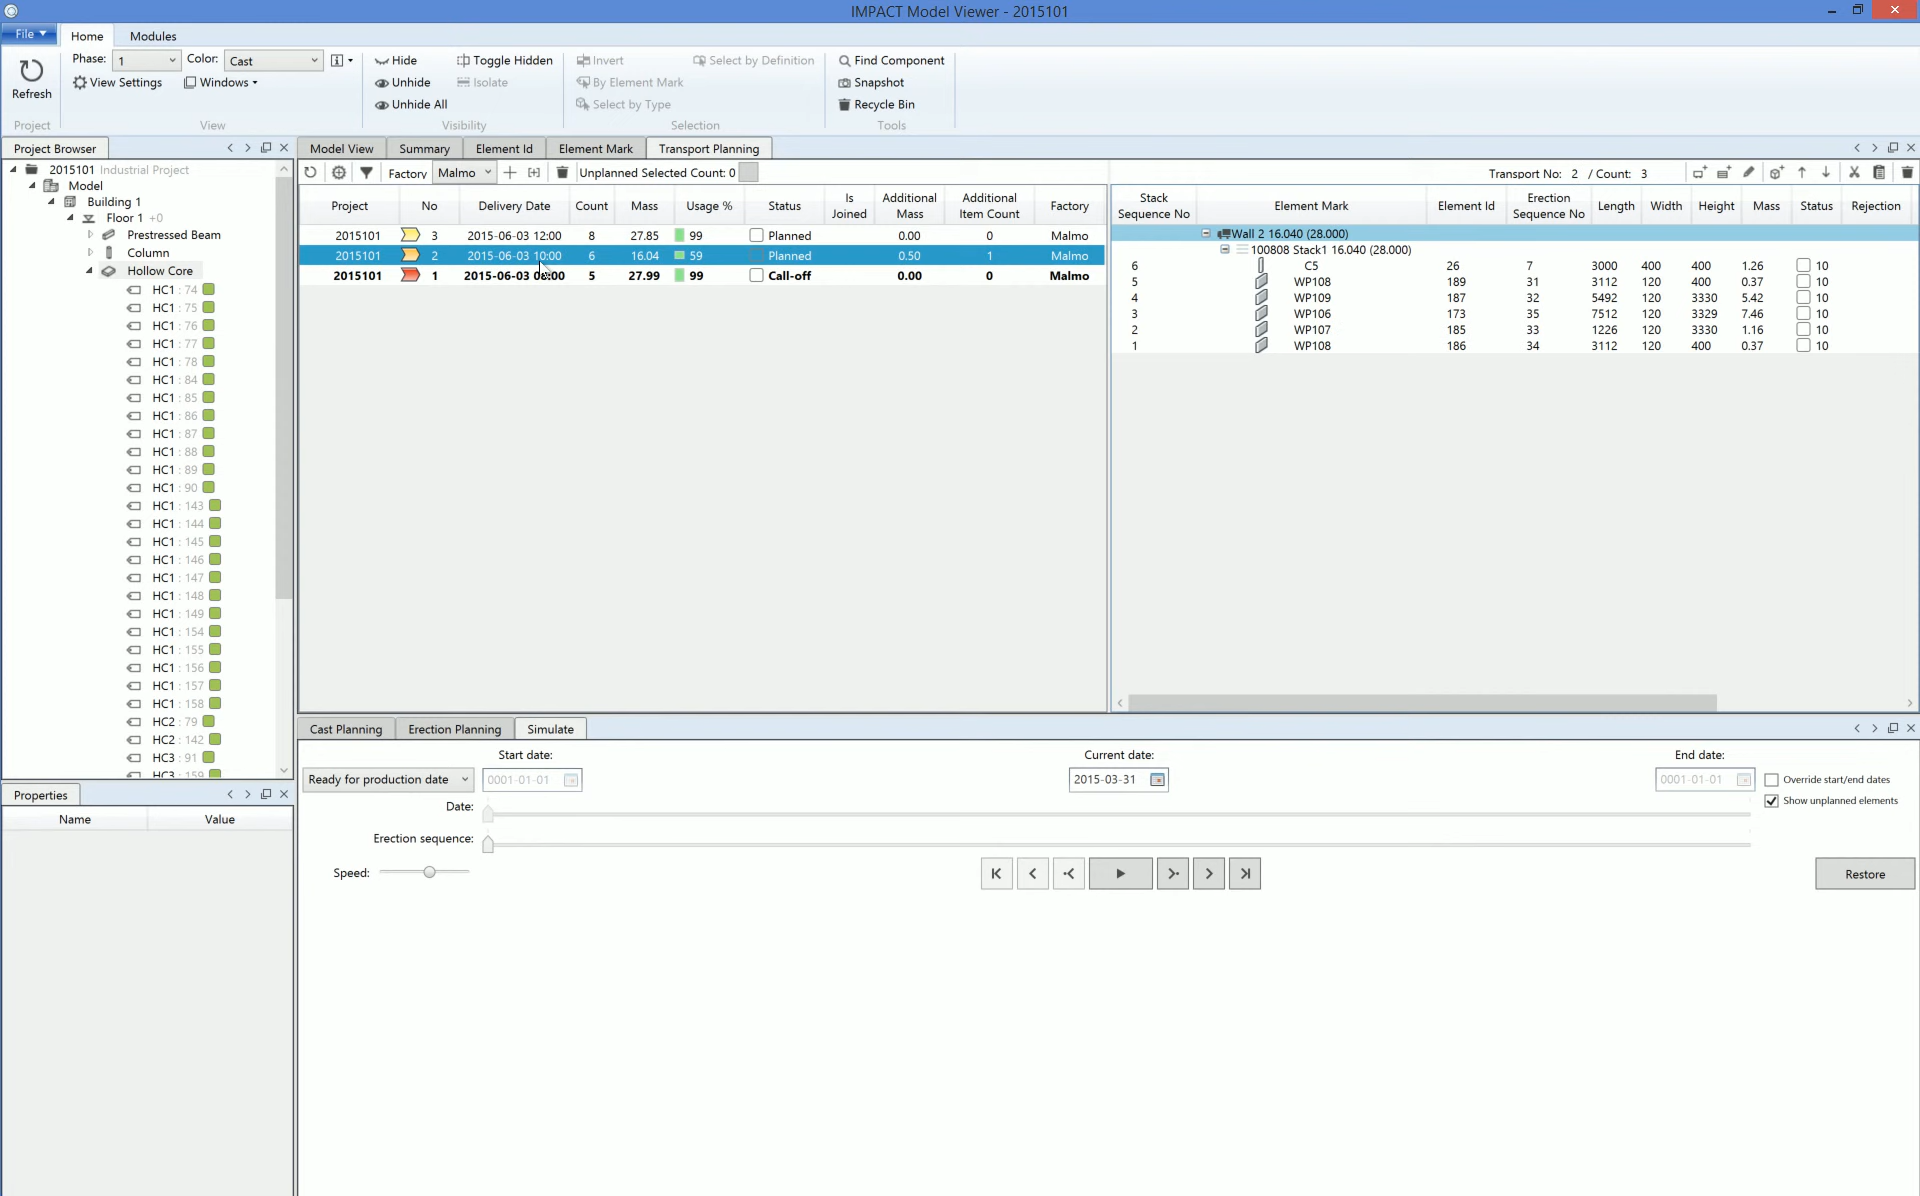 IMPACT Model Viewer - 2015101
File Home Modules
Refresh
Project
Phase: 1 Color: Cast
View Settings Windows
View
Hide Toggle Hidden
Unhide Isolate
Unhide All
Visibility
Invert Select by Definition
By Element Mark
Select by Type
Selection
Find Component
Snapshot
Recycle Bin
Tools
Project Browser
2015101 Industrial Project
Model
Building 1
Floor 1 +0
Prestressed Beam
Column
Hollow Core
HC1 : 74
HC1 : 75
HC1 : 76
HC1 : 77
HC1 : 78
HC1 : 84
HC1 : 85
HC1 : 86
HC1 : 87
HC1 : 88
HC1 : 89
HC1 : 90
HC1 : 143
HC1 : 144
HC1 : 145
HC1 : 146
HC1 : 147
HC1 : 148
HC1 : 149
HC1 : 154
HC1 : 155
HC1 : 156
HC1 : 157
HC1 : 158
HC2 : 79
HC2 : 142
HC3 : 91
HC3 : 159
Properties
Name Value
Model View Summary Element Id Element Mark Transport Planning
Factory Malmo Unplanned Selected Count: 0
Project No Delivery Date Count Mass Usage % Status Is Joined Additional Mass Additional Item Count Factory
2015101 3 2015-06-03 12:00 8 27.85 99 Planned 0.00 0 Malmo
2015101 2 2015-06-03 10:00 6 16.04 59 Planned 0.50 1 Malmo
2015101 1 2015-06-03 :00 5 27.99 99 Call-off 0.00 0 Malmo
Transport No: 2 / Count: 3
Stack Sequence No Element Mark Element Id Erection Sequence No Length Width Height Mass Status Rejection
Wall 2 16.040 (28.000)
100808 Stack1 16.040 (28.000)
6 C5 26 7 3000 400 400 1.26 10
5 WP108 189 31 3112 120 400 0.37 10
4 WP109 187 32 5492 120 3330 5.42 10
3 WP106 173 35 7512 120 3329 7.46 10
2 WP107 185 33 1226 120 3330 1.16 10
1 WP108 186 34 3112 120 400 0.37 10
Cast Planning Erection Planning Simulate
Start date: Current date: End date:
Ready for production date 0001-01-01 2015-03-31 0001-01-01 Override start/end dates
Show unplanned elements
Date:
Erection sequence:
Speed:
Restore